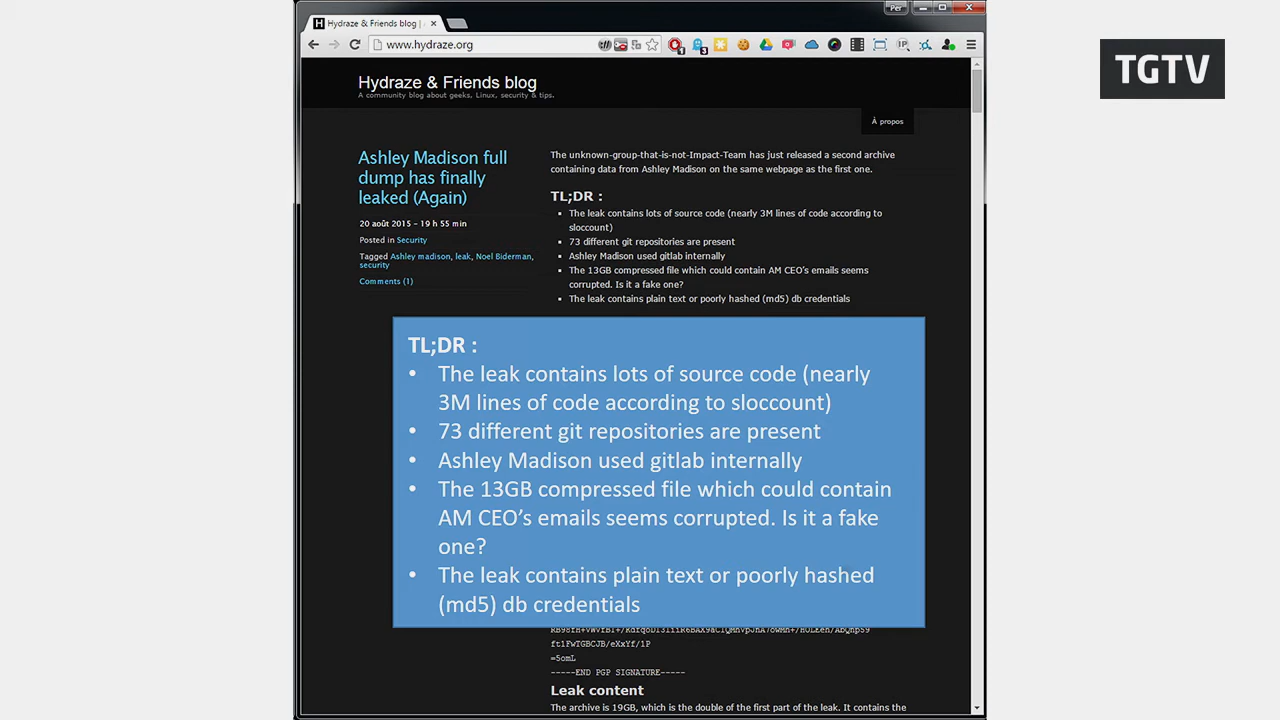 Per
Hydraze & Friends blog |
www.hydraze.org
TGTV
Hydraze & Friends blog
A community blog about geeks, Linux, security & tips.
À propos
Ashley Madison full
dump has finally
leaked (Again)
20 août 2015 – 19 h 55 min
Posted in Security
Tagged Ashley madison, leak, Noel Biderman,
security
Comments (1)
The unknown-group-that-is-not-Impact-Team has just released a second archive
containing data from Ashley Madison on the same webpage as the first one.
TL;DR :
▪ The leak contains lots of source code (nearly 3M lines of code according to
sloccount)
▪ 73 different git repositories are present
▪ Ashley Madison used gitlab internally
▪ The 13GB compressed file which could contain AM CEO's emails seems
corrupted. Is it a fake one?
▪ The leak contains plain text or poorly hashed (md5) db credentials
TL;DR :
• The leak contains lots of source code (nearly
3M lines of code according to sloccount)
• 73 different git repositories are present
• Ashley Madison used gitlab internally
• The 13GB compressed file which could contain
AM CEO's emails seems corrupted. Is it a fake
one?
• The leak contains plain text or poorly hashed
(md5) db credentials
ft1FwTGBCJB/eXxYf/1P
=5omL
-----END PGP SIGNATURE-----
Leak content
The archive is 19GB, which is the double of the first part of the leak. It contains the